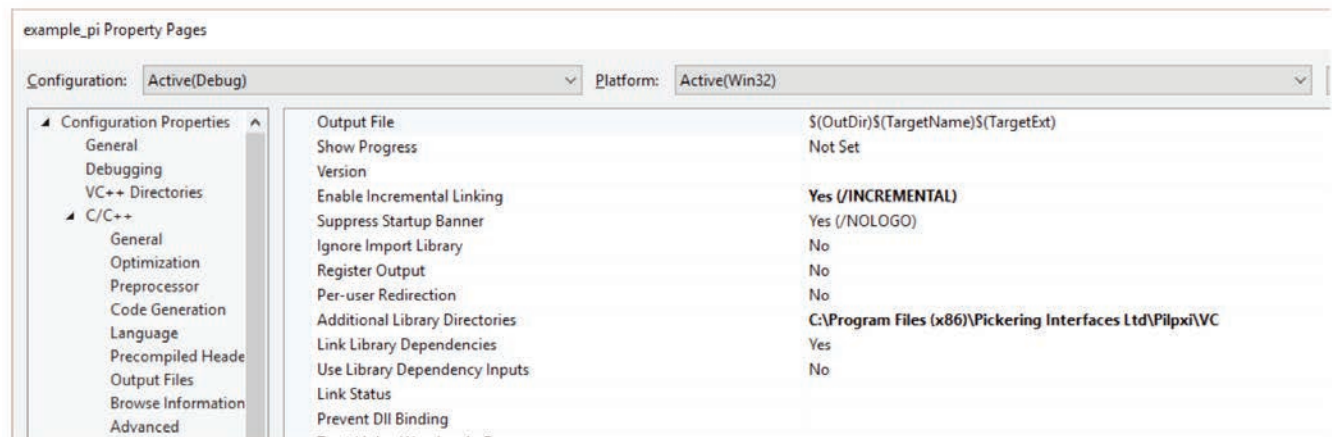 example_pi Property Pages
Configuration: Active(Debug) Platform: Active(Win32)
Configuration Properties
General
Debugging
VC++ Directories
C/C++
General
Optimization
Preprocessor
Code Generation
Language
Precompiled Heade
Output Files
Browse Information
Advanced
Output File $(OutDir)$(TargetName)$(TargetExt)
Show Progress Not Set
Version
Enable Incremental Linking Yes (/INCREMENTAL)
Suppress Startup Banner Yes (/NOLOGO)
Ignore Import Library No
Register Output No
Per-user Redirection No
Additional Library Directories C:\Program Files (x86)\Pickering Interfaces Ltd\Pilpxi\VC
Link Library Dependencies Yes
Use Library Dependency Inputs No
Link Status
Prevent Dll Binding